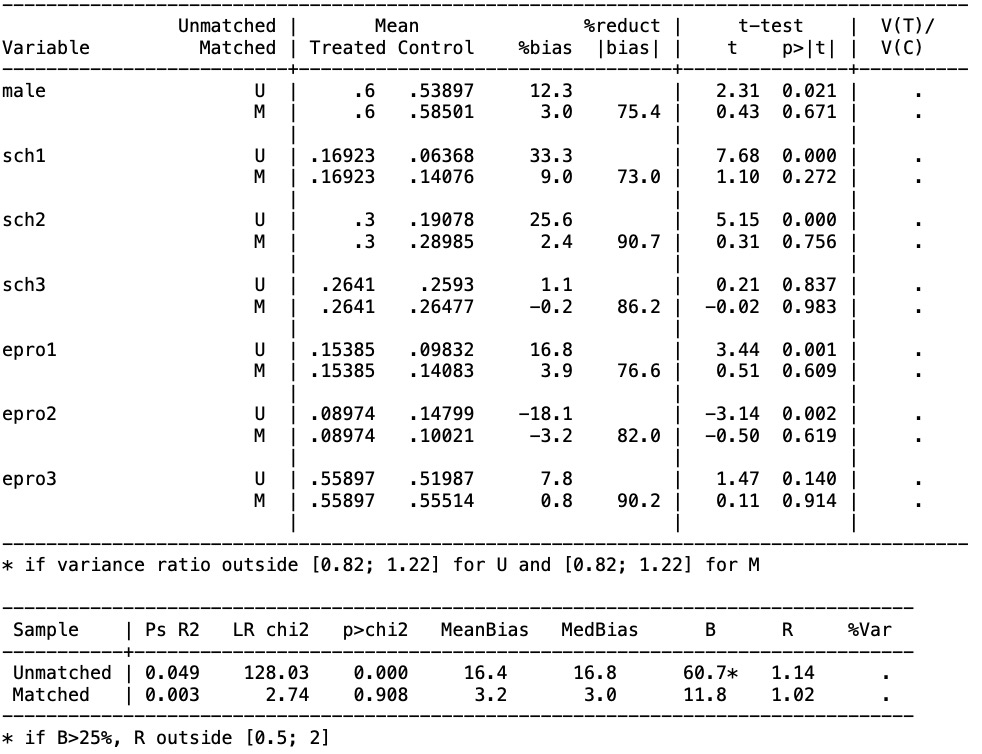 Unmatched | Mean %reduct | t-test | V(T)/
Variable Matched | Treated Control %bias |bias| | t p>|t| | V(C)
male U | .6 .53897 12.3 | 2.31 0.021 | .
M | .6 .58501 3.0 75.4 | 0.43 0.671 | .
sch1 U | .16923 .06368 33.3 | 7.68 0.000 | .
M | .16923 .14076 9.0 73.0 | 1.10 0.272 | .
sch2 U | .3 .19078 25.6 | 5.15 0.000 | .
M | .3 .28985 2.4 90.7 | 0.31 0.756 | .
sch3 U | .2641 .2593 1.1 | 0.21 0.837 | .
M | .2641 .26477 -0.2 86.2 | -0.02 0.983 | .
epro1 U | .15385 .09832 16.8 | 3.44 0.001 | .
M | .15385 .14083 3.9 76.6 | 0.51 0.609 | .
epro2 U | .08974 .14799 -18.1 | -3.14 0.002 | .
M | .08974 .10021 -3.2 82.0 | -0.50 0.619 | .
epro3 U | .55897 .51987 7.8 | 1.47 0.140 | .
M | .55897 .55514 0.8 90.2 | 0.11 0.914 | .
* if variance ratio outside [0.82; 1.22] for U and [0.82; 1.22] for M
Sample | Ps R2 LR chi2 p>chi2 MeanBias MedBias B R %Var
Unmatched | 0.049 128.03 0.000 16.4 16.8 60.7* 1.14 .
Matched | 0.003 2.74 0.908 3.2 3.0 11.8 1.02 .
* if B>25%, R outside [0.5; 2]